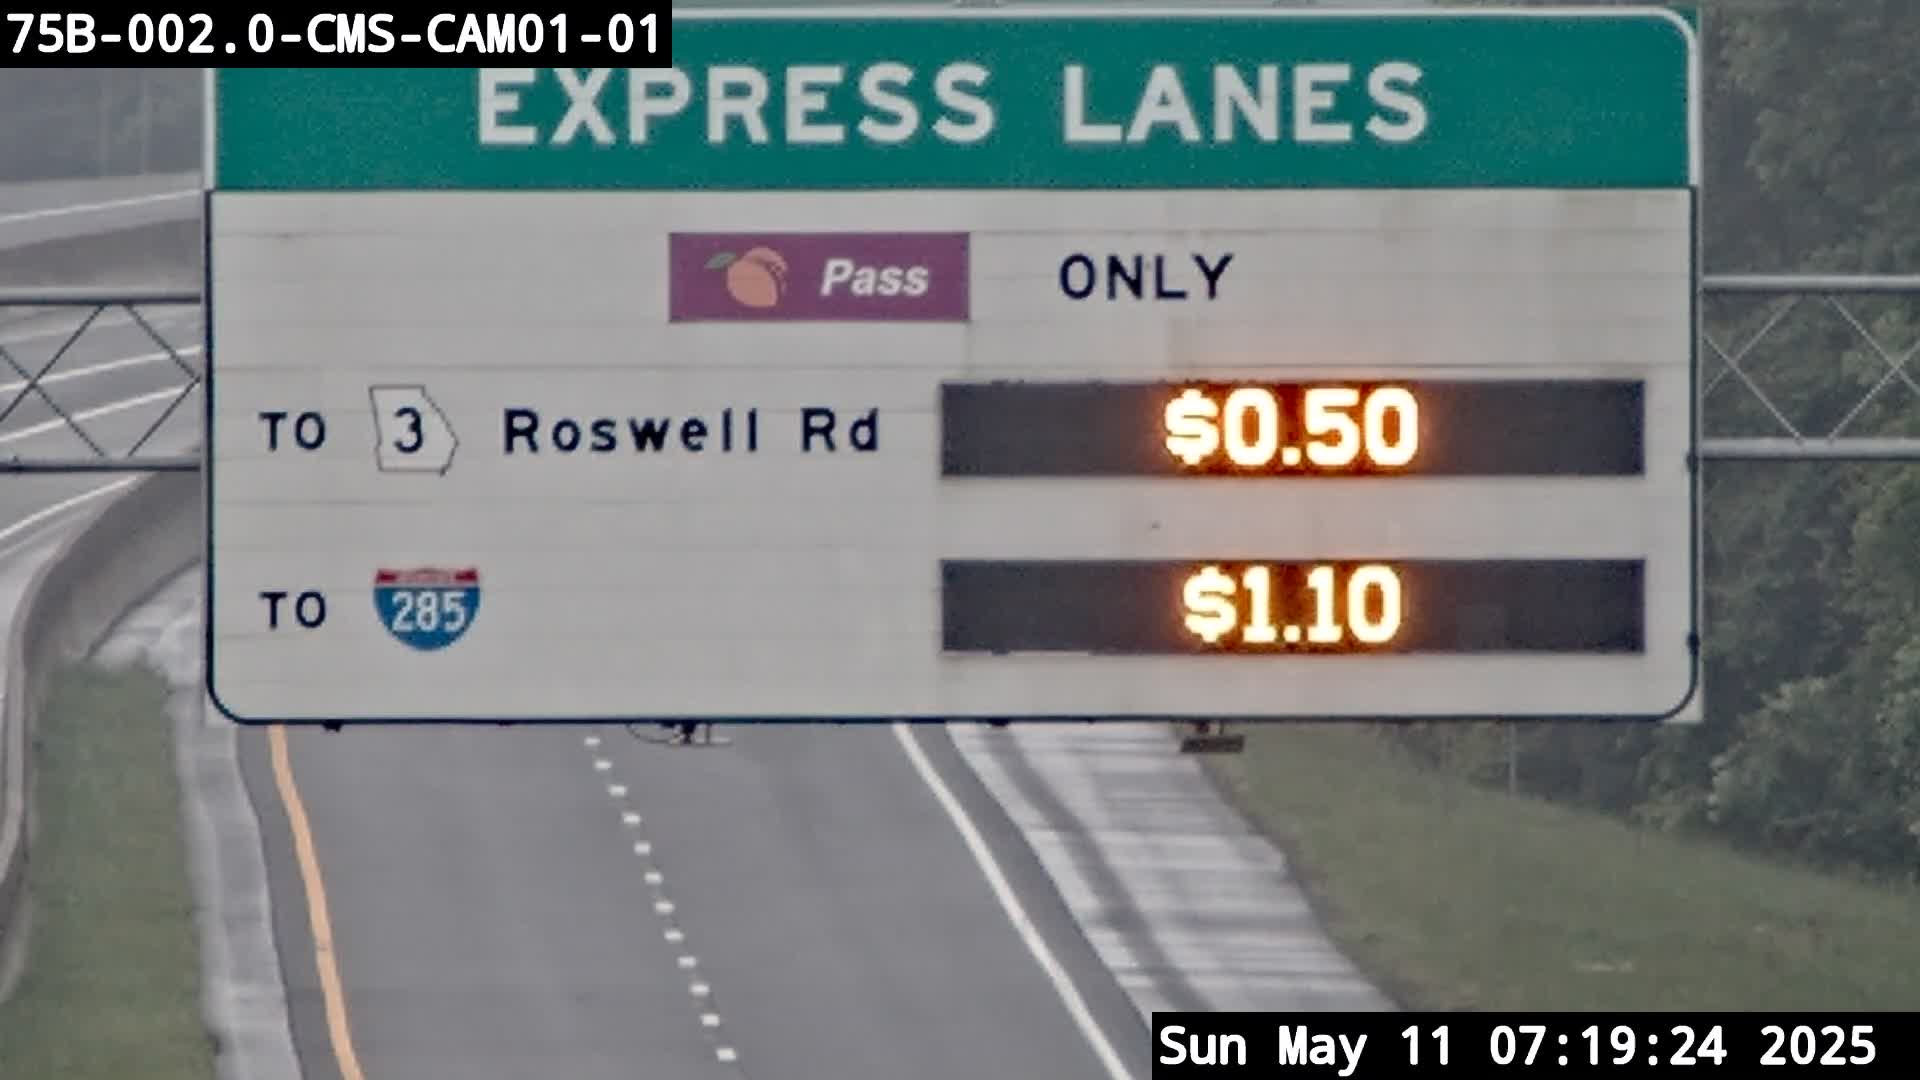 75B-002.0-CMS-CAM01-01
EXPRESS LANES
Pass ONLY
TO 3 Roswell Rd $0.50
TO 285 $1.10
Sun May 11 07:19:24 2025